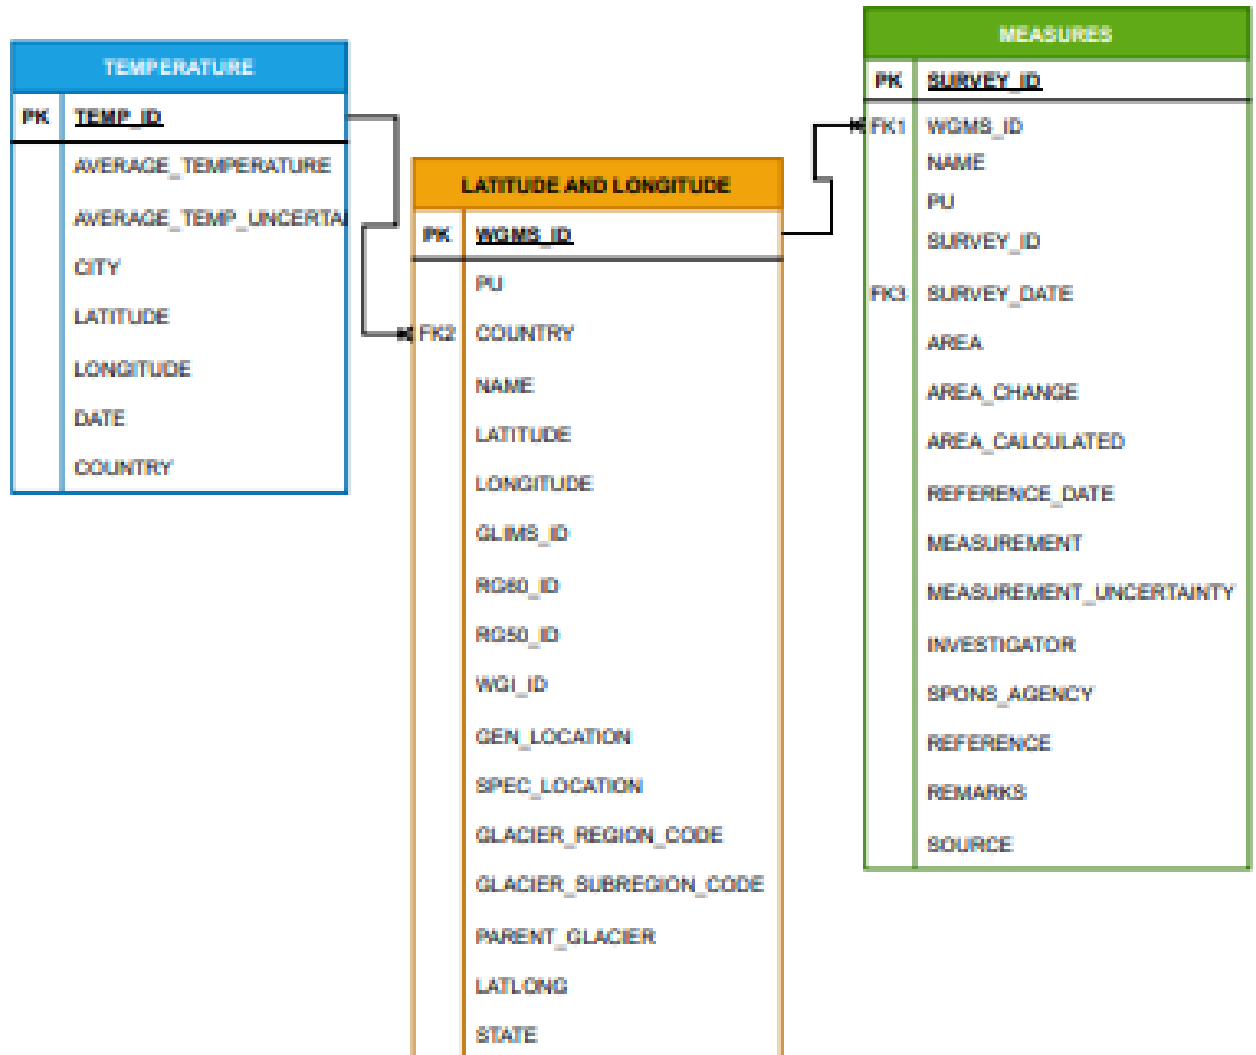 TEMPERATURE
PK TEMP_ID
AVERAGE_TEMPERATURE
AVERAGE_TEMP_UNCERTAI
CITY
LATITUDE
LONGITUDE
DATE
COUNTRY
LATITUDE AND LONGITUDE
PK WGMS_ID
PU
FK2 COUNTRY
NAME
LATITUDE
LONGITUDE
GLIMS_ID
RG60_ID
RG50_ID
WGI_ID
GEN_LOCATION
SPEC_LOCATION
GLACIER_REGION_CODE
GLACIER_SUBREGION_CODE
PARENT_GLACIER
LATLONG
STATE
MEASURES
PK SURVEY_ID
FK1 WGMS_ID
NAME
PU
SURVEY_ID
FK3 SURVEY_DATE
AREA
AREA_CHANGE
AREA_CALCULATED
REFERENCE_DATE
MEASUREMENT
MEASUREMENT_UNCERTAINTY
INVESTIGATOR
SPONS_AGENCY
REFERENCE
REMARKS
SOURCE